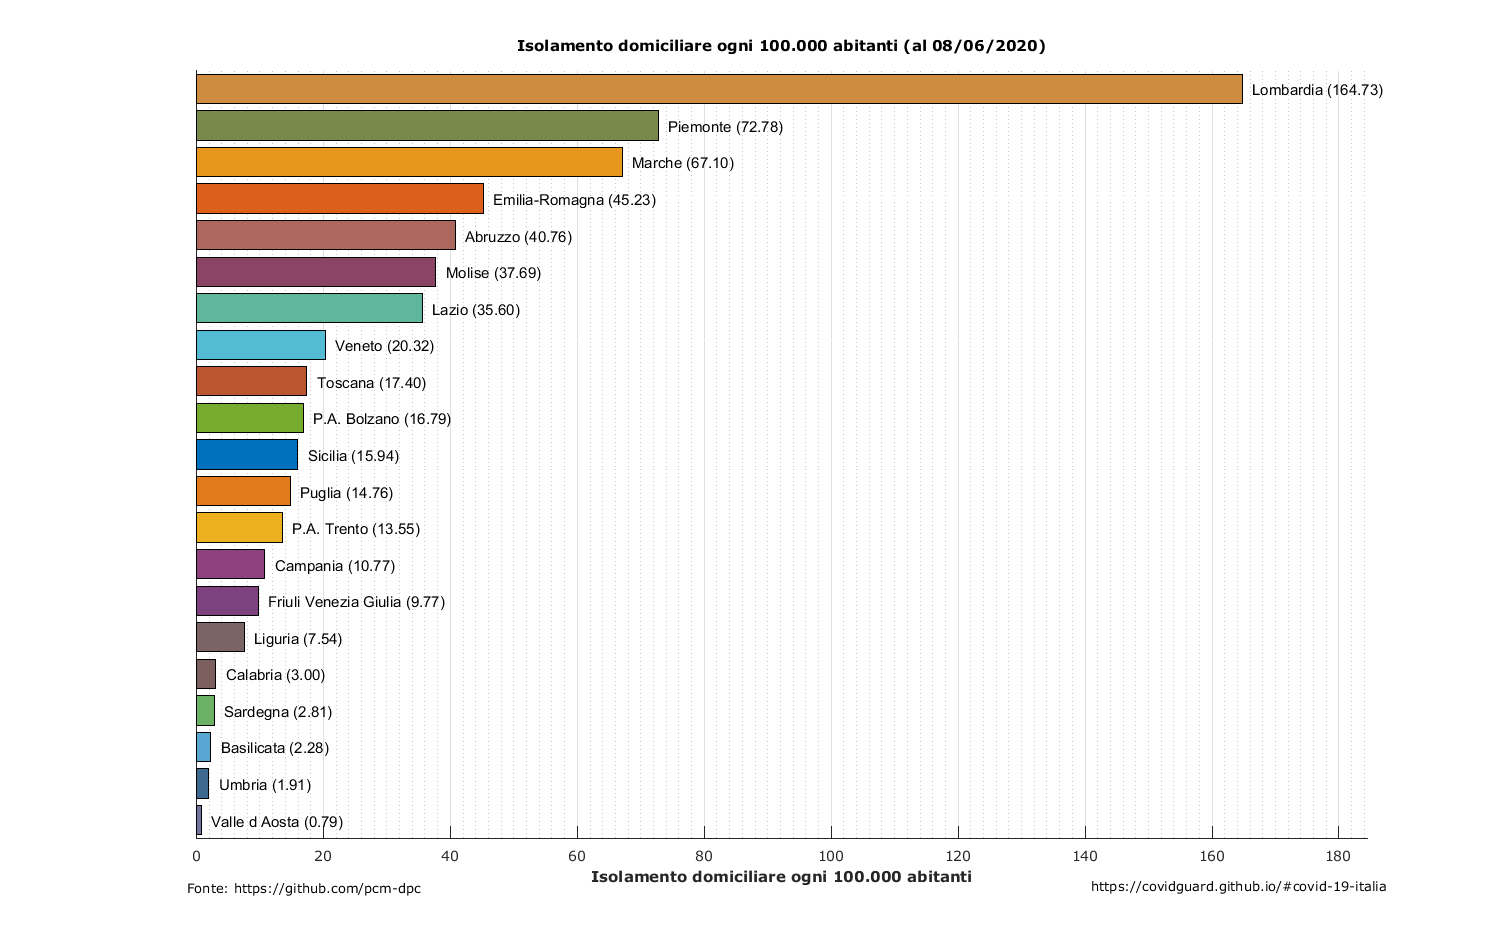 Isolamento domiciliare ogni 100.000 abitanti (al 08/06/2020)
Lombardia (164.73)
Piemonte (72.78)
Marche (67.10)
Emilia-Romagna (45.23)
Abruzzo (40.76)
Molise (37.69)
Lazio (35.60)
Veneto (20.32)
Toscana (17.40)
P.A. Bolzano (16.79)
Sicilia (15.94)
Puglia (14.76)
P.A. Trento (13.55)
Campania (10.77)
Friuli Venezia Giulia (9.77)
Liguria (7.54)
Calabria (3.00)
Sardegna (2.81)
Basilicata (2.28)
Umbria (1.91)
Valle d Aosta (0.79)
0 20 40 60 80 100 120 140 160 180
Isolamento domiciliare ogni 100.000 abitanti
Fonte: https://github.com/pcm-dpc
https://covidguard.github.io/#covid-19-italia